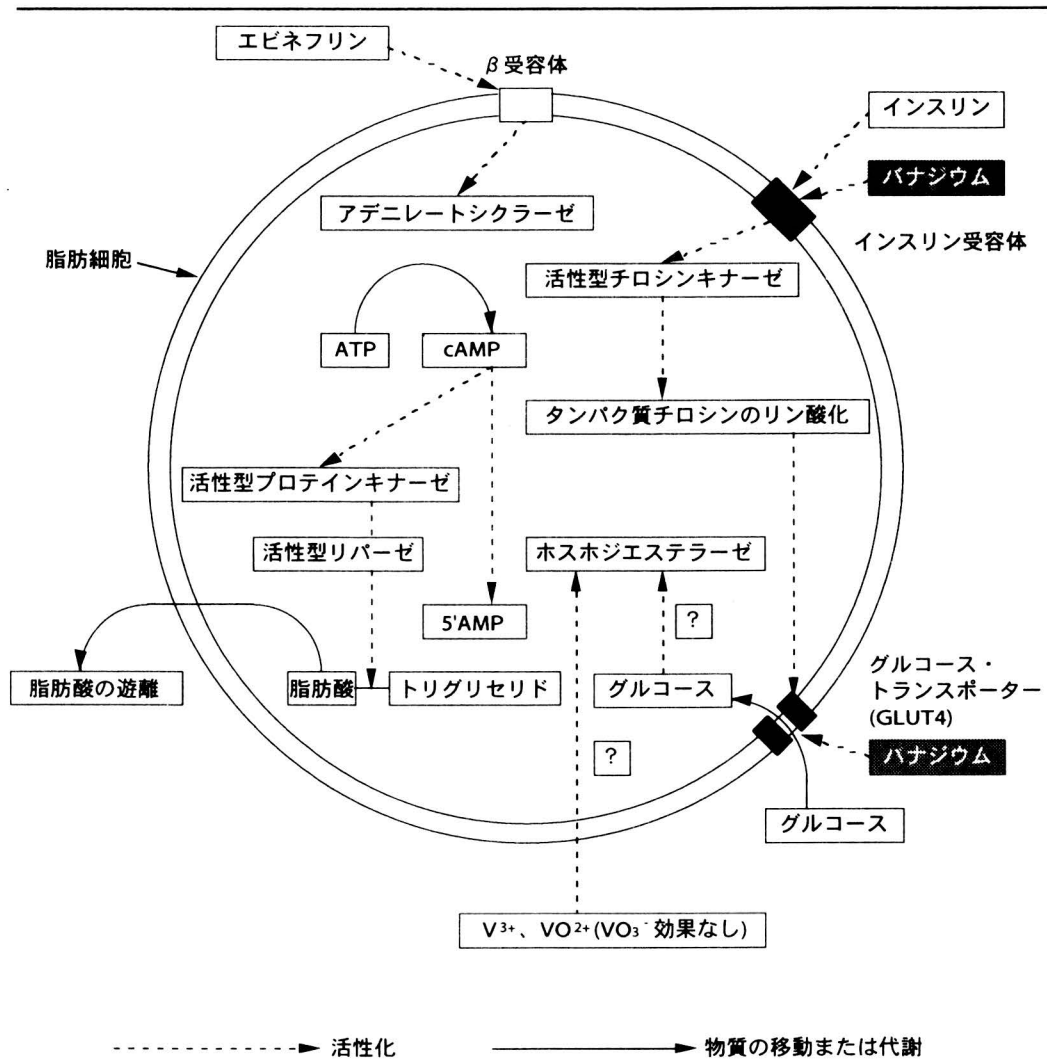 エビネフリン
β受容体
インスリン
バナジウム
アデニレートシクラーゼ
インスリン受容体
脂肪細胞
活性型チロシンキナーゼ
ATP
cAMP
タンパク質チロシンのリン酸化
活性型プロテインキナーゼ
活性型リパーゼ
ホスホジエステラーゼ
5'AMP
?
脂肪酸の遊離
脂肪酸
トリグリセリド
グルコース
グルコース・
トランスポーター
(GLUT4)
?
バナジウム
グルコース
V³⁺、VO²⁺(VO₃⁻効果なし)
活性化
物質の移動または代謝